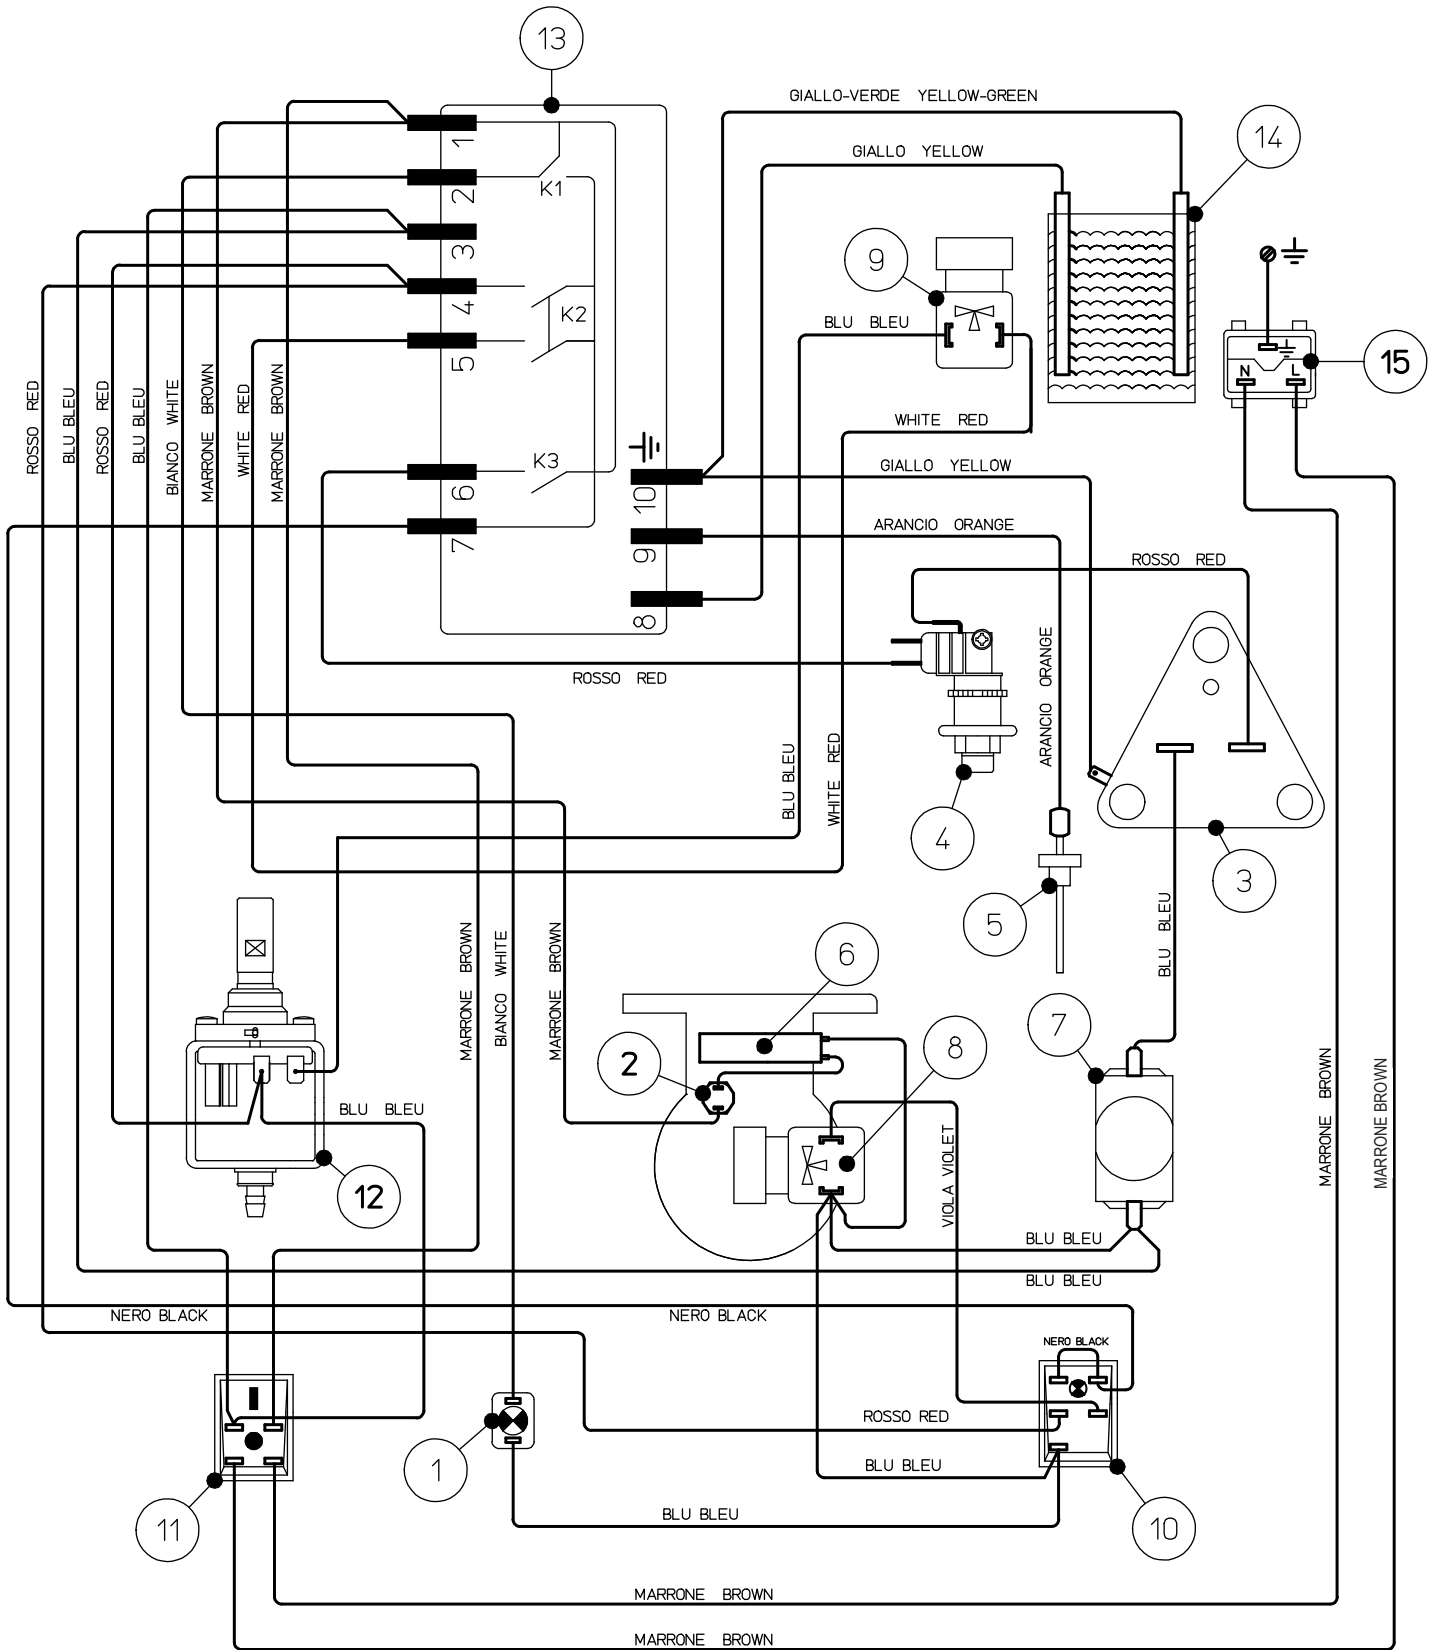 13
GIALLO-VERDE YELLOW-GREEN
14
1
GIALLO YELLOW
2
K1
9
3
4
K2
BLU BLEU
15
5
N
L
ROSSO RED
BLU BLEU
ROSSO RED
BLU BLEU
BIANCO WHITE
MARRONE BROWN
WHITE RED
MARRONE BROWN
WHITE RED
K3
6
10
GIALLO YELLOW
7
9
ARANCIO ORANGE
ROSSO RED
8
ROSSO RED
ARANCIO ORANGE
BLU BLEU
WHITE RED
4
3
5
MARRONE BROWN
BIANCO WHITE
MARRONE BROWN
BLU BLEU
6
7
8
2
BLU BLEU
12
VIOLA VIOLET
MARRONE BROWN
MARRONE BROWN
BLU BLEU
BLU BLEU
NERO BLACK
NERO BLACK
NERO BLACK
ROSSO RED
BLU BLEU
1
BLU BLEU
11
10
MARRONE BROWN
MARRONE BROWN